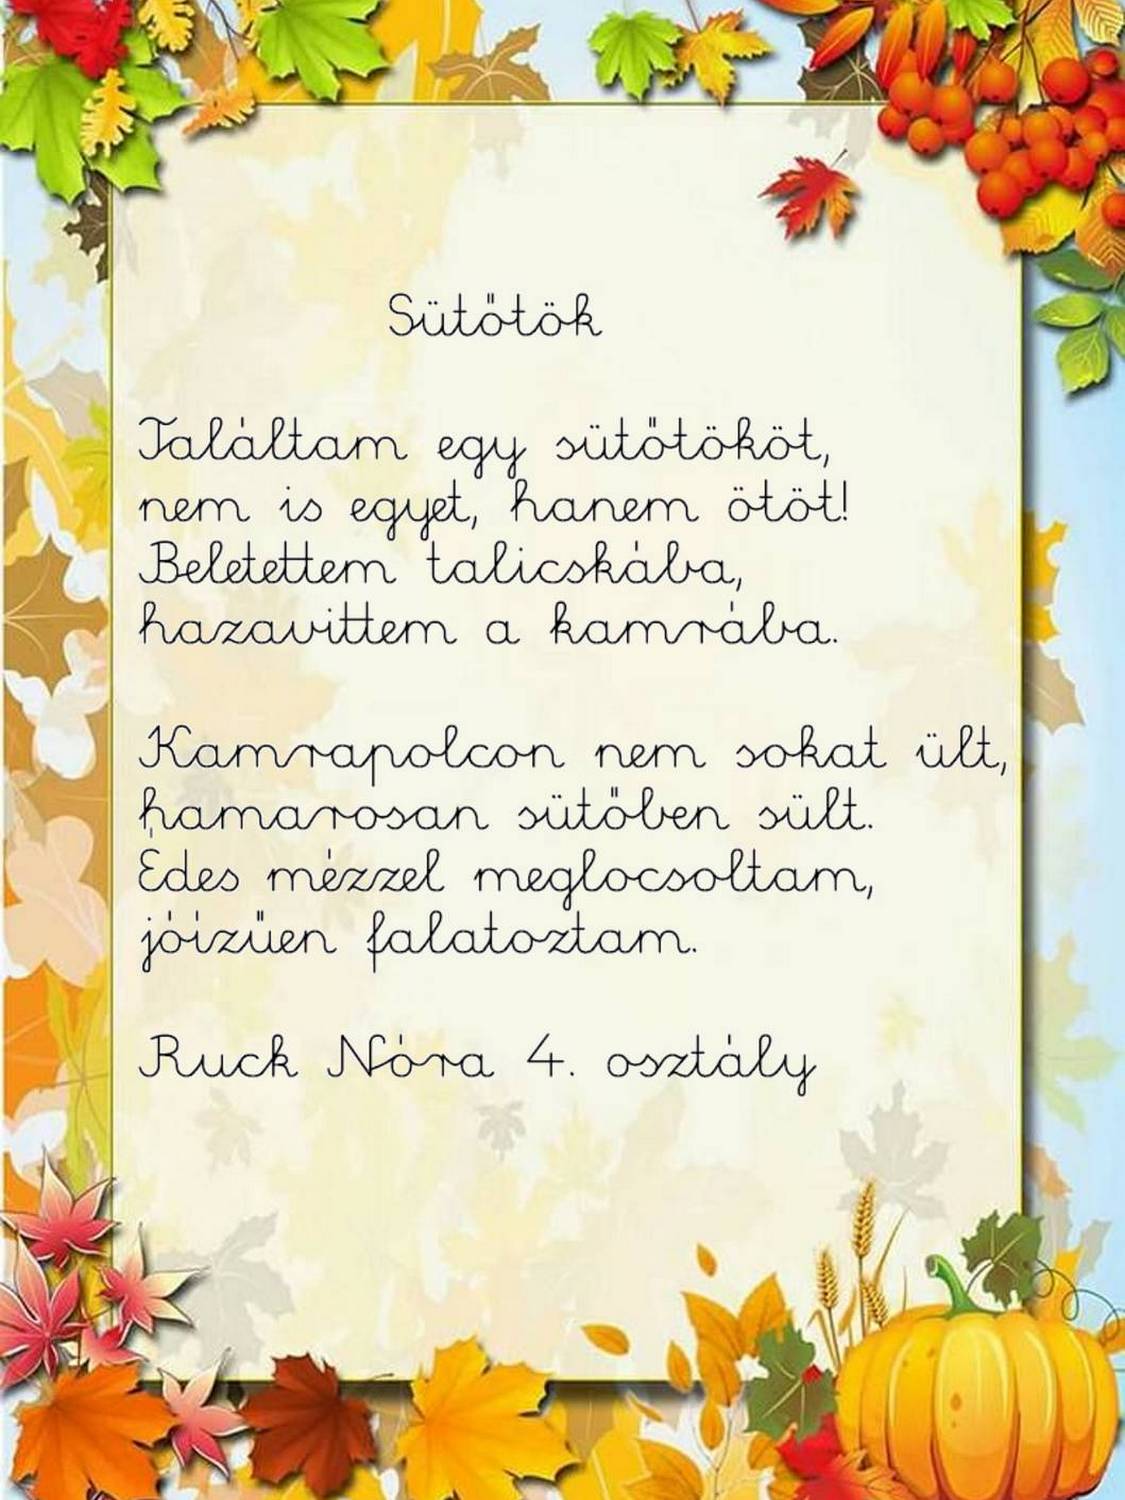 Sütőtök
Találtam egy sütőtököt,
nem is egyet, hanem ötöt!
Beletettem talicskába,
hazavittem a kamrába.
Kamrapolcon nem sokat ült,
hamarosan sütőben sült.
Édes mézzel meglocsoltam,
jóízűen falatoztam.
Ruck Nóra 4. osztály